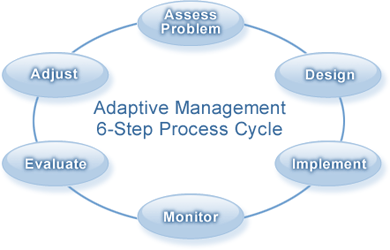 Assess
Problem
Adjust
Design
Adaptive Management
6-Step Process Cycle
Evaluate
Implement
Monitor